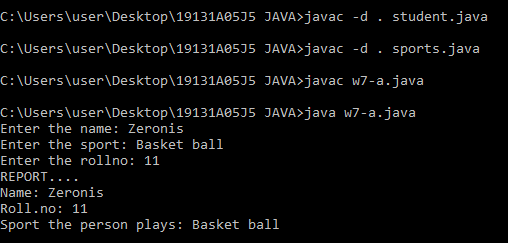 C:\Users\user\Desktop\19131A05J5 JAVA>javac -d . student.java
C:\Users\user\Desktop\19131A05J5 JAVA>javac -d . sports.java
C:\Users\user\Desktop\19131A05J5 JAVA>javac w7-a.java
C:\Users\user\Desktop\19131A05J5 JAVA>java w7-a.java
Enter the name: Zeronis
Enter the sport: Basket ball
Enter the rollno: 11
REPORT....
Name: Zeronis
Roll.no: 11
Sport the person plays: Basket ball